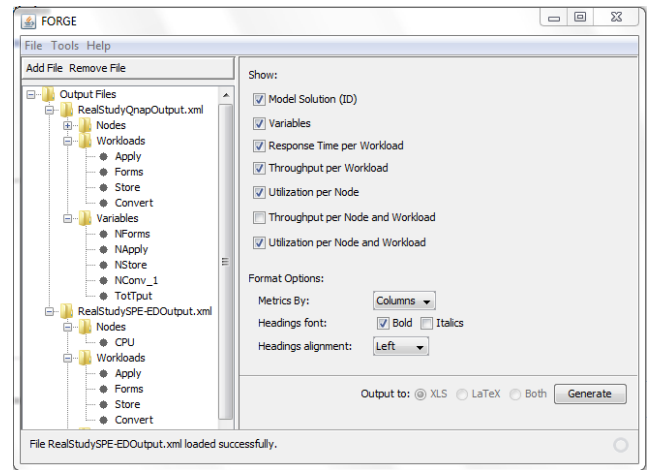 FORGE
File Tools Help
Add File Remove File
Output Files
RealStudyQnapOutput.xml
Nodes
Workloads
Apply
Forms
Store
Convert
Variables
NForms
NApply
NStore
NConv_1
TotTput
RealStudySPE-EDOutput.xml
Nodes
CPU
Workloads
Apply
Forms
Store
Convert
Show:
Model Solution (ID)
Variables
Response Time per Workload
Throughput per Workload
Utilization per Node
Throughput per Node and Workload
Utilization per Node and Workload
Format Options:
Metrics By: Columns
Headings font: Bold Italics
Headings alignment: Left
Output to: XLS LaTeX Both Generate
File RealStudySPE-EDOutput.xml loaded successfully.